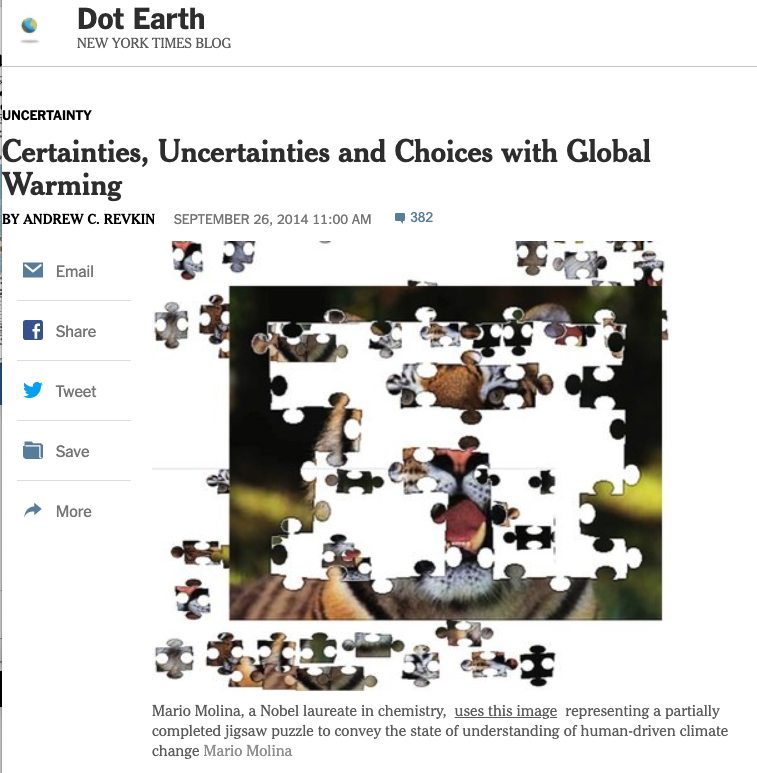 Dot Earth
NEW YORK TIMES BLOG
UNCERTAINTY
Certainties, Uncertainties and Choices with Global
Warming
BY ANDREW C. REVKIN SEPTEMBER 26, 2014 11:00 AM 382
Email
Share
Tweet
Save
More
Mario Molina, a Nobel laureate in chemistry, uses this image representing a partially
completed jigsaw puzzle to convey the state of understanding of human-driven climate
change Mario Molina